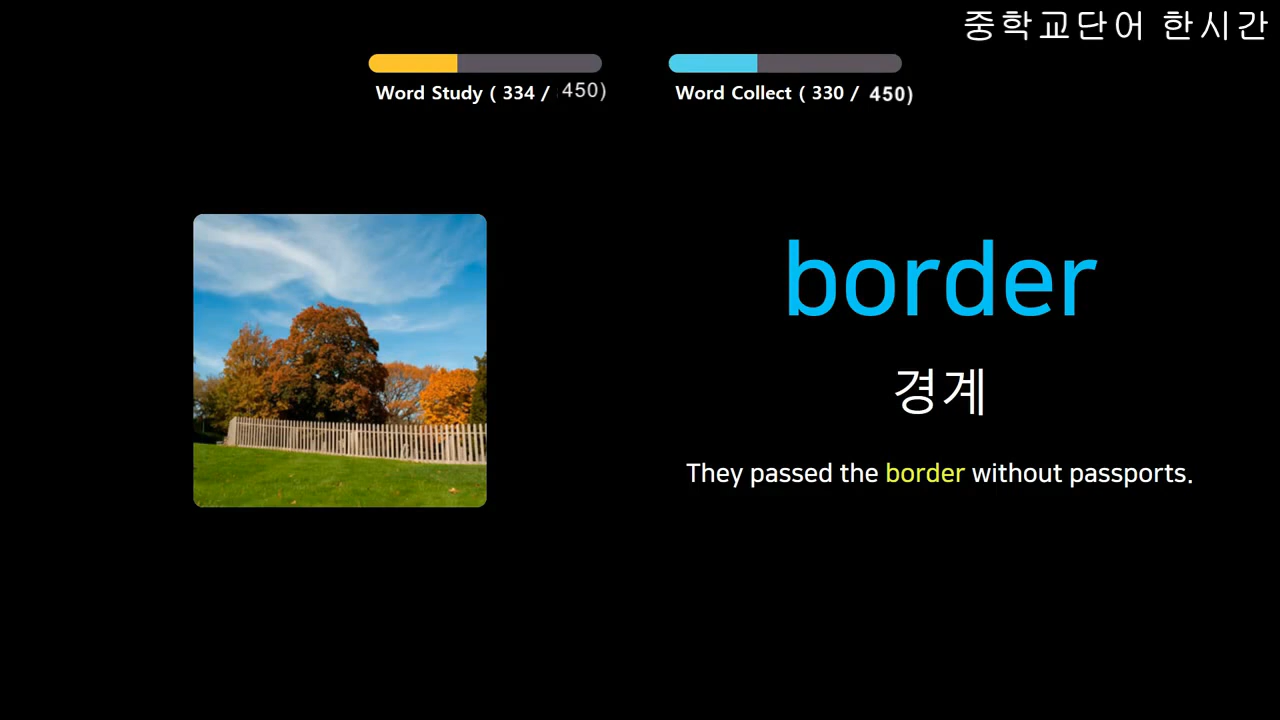 중학교단어 한시간
Word Study ( 334 / 450)
Word Collect ( 330 / 450)
border
경계
They passed the border without passports.